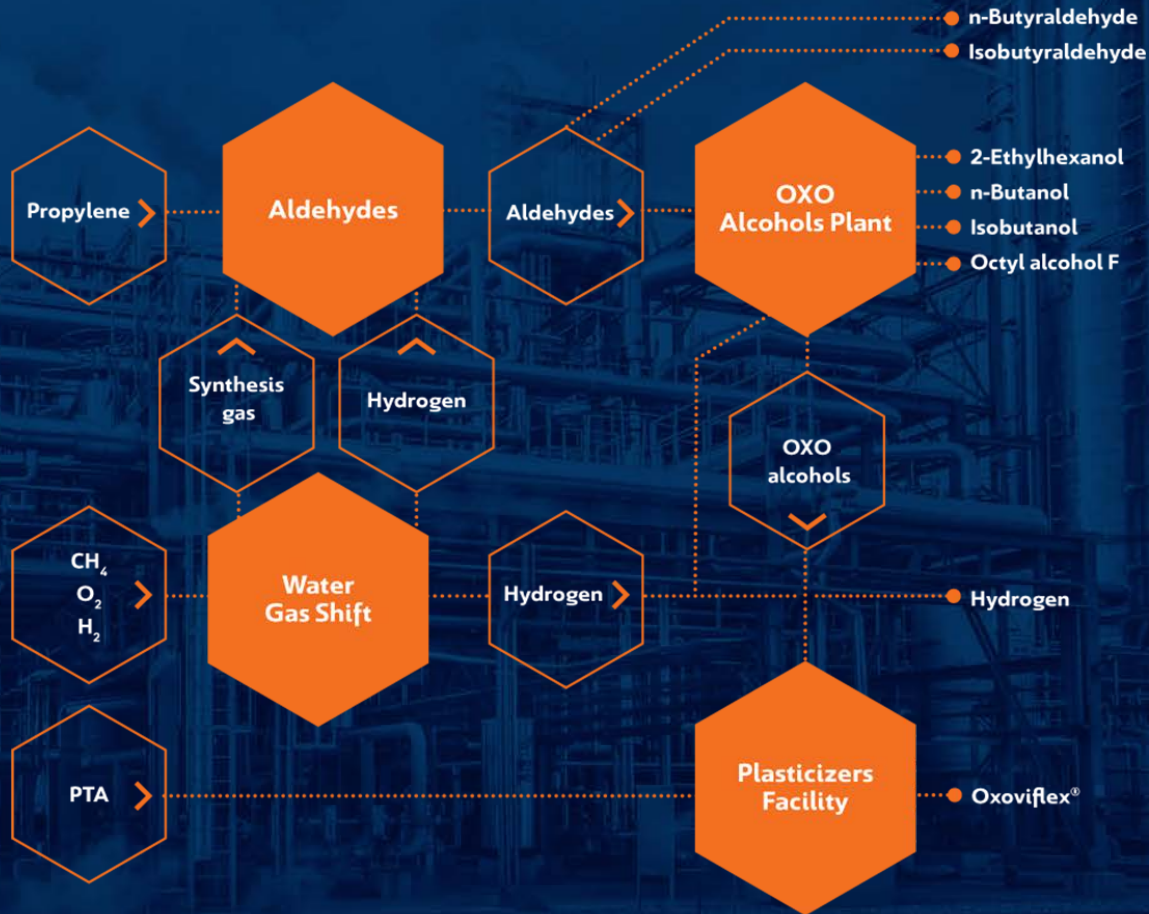 n-Butyraldehyde
Isobutyraldehyde
Propylene
Aldehydes
Aldehydes
OXO
Alcohols Plant
2-Ethylhexanol
n-Butanol
Isobutanol
Octyl alcohol F
Synthesis
gas
Hydrogen
OXO
alcohols
CH₄
O₂
H₂
Water
Gas Shift
Hydrogen
Hydrogen
PTA
Plasticizers
Facility
Oxoviflex®